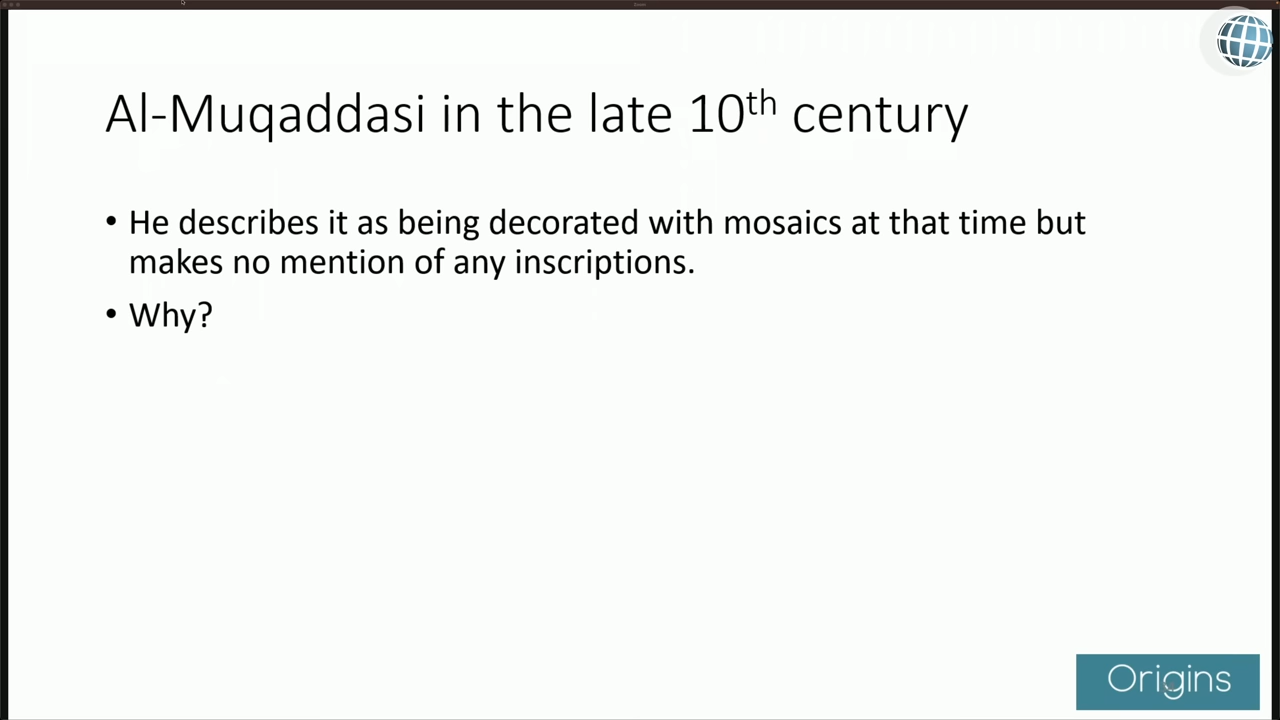 Al-Muqaddasi in the late 10th century
• He describes it as being decorated with mosaics at that time but
makes no mention of any inscriptions.
• Why?
Origins